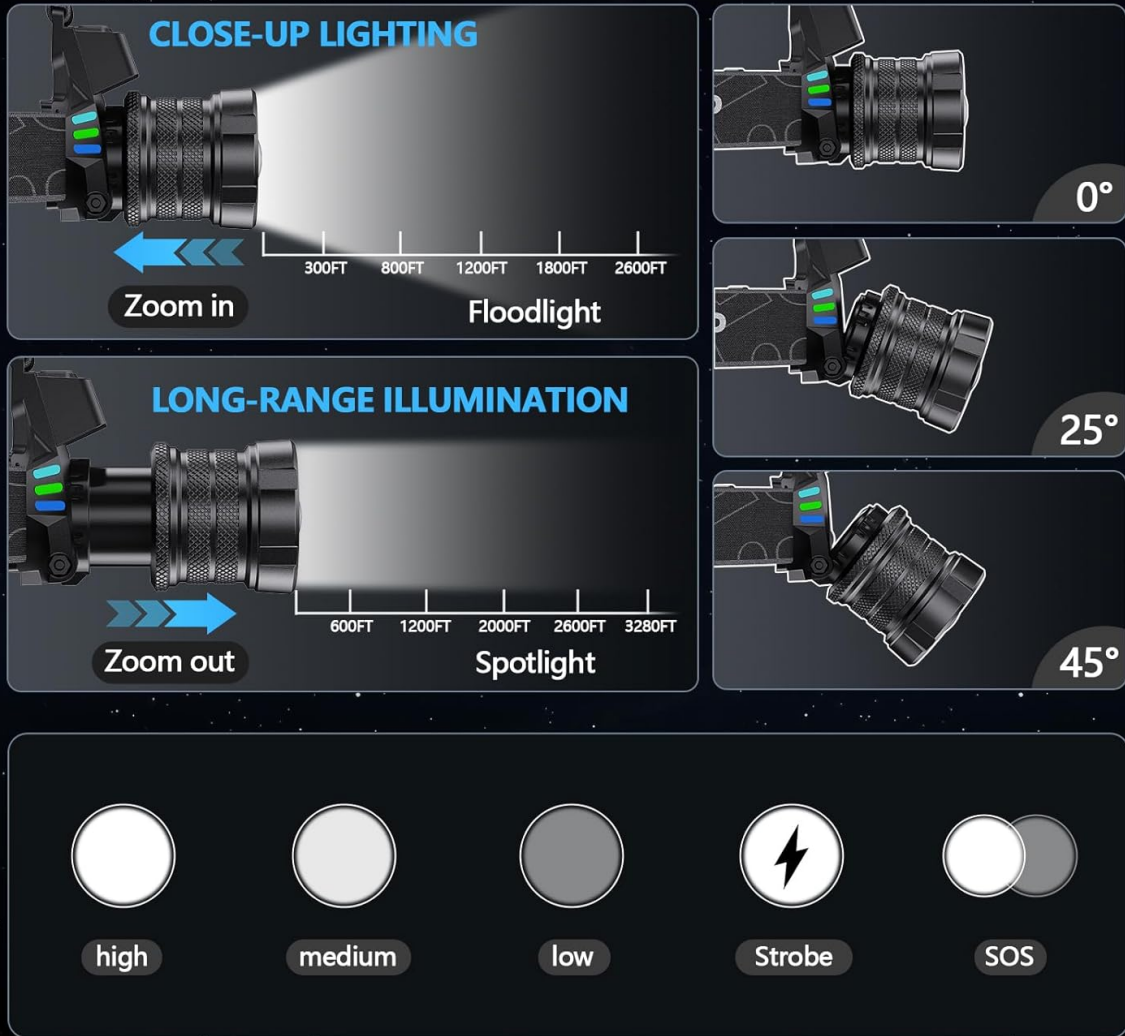 CLOSE-UP LIGHTING
300FT 800FT 1200FT 1800FT 2600FT
Zoom in
Floodlight
LONG-RANGE ILLUMINATION
600FT 1200FT 2000FT 2600FT 3280FT
Zoom out
Spotlight
0°
25°
45°
high
medium
low
Strobe
SOS